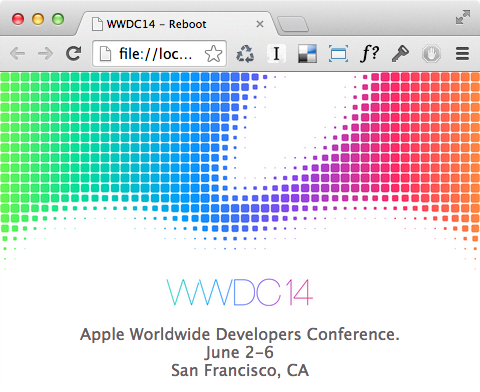 WWDC14 – Reboot
file://loc...
f?
WWDC14
Apple Worldwide Developers Conference.
June 2–6
San Francisco, CA